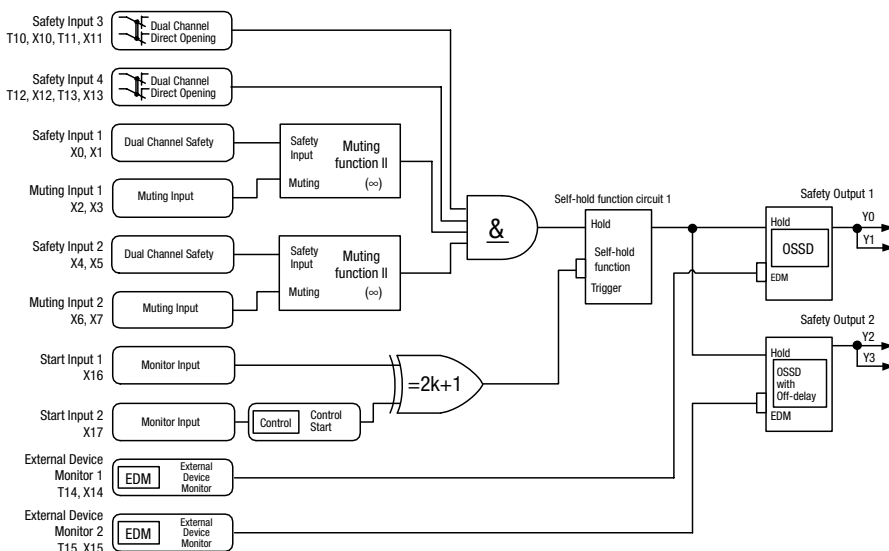 Safety Input 3
T10, X10, T11, X11
Dual Channel
Direct Opening
Safety Input 4
T12, X12, T13, X13
Dual Channel
Direct Opening
Safety Input 1
X0, X1
Dual Channel Safety
Safety
Input
Muting
Muting
function II
(∞)
Muting Input 1
X2, X3
Muting Input
Safety Input 2
X4, X5
Dual Channel Safety
Safety
Input
Muting
Muting
function II
(∞)
Muting Input 2
X6, X7
Muting Input
Start Input 1
X16
Monitor Input
Start Input 2
X17
Monitor Input
Control
Control
Start
=2k+1
External Device
Monitor 1
T14, X14
EDM
External
Device
Monitor
External Device
Monitor 2
T15, X15
EDM
External
Device
Monitor
&
Self-hold function circuit 1
Hold
Self-hold
function
Trigger
Safety Output 1
Hold
OSSD
EDM
Y0
Y1
Safety Output 2
Hold
OSSD
with
Off-delay
EDM
Y2
Y3